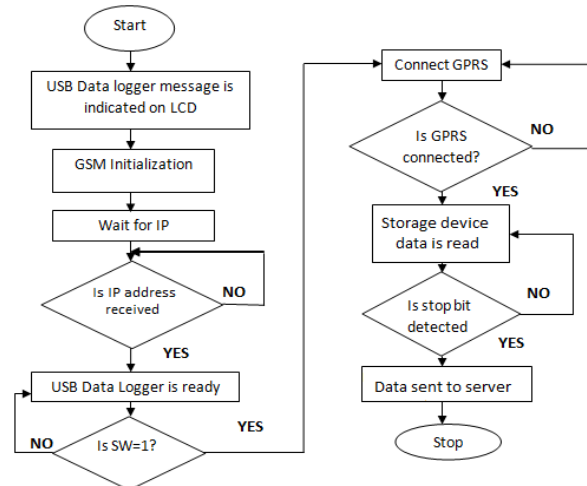 Start
USB Data logger message is
indicated on LCD
GSM Initialization
Wait for IP
Is IP address
received
NO
YES
USB Data Logger is ready
Is SW=1?
NO
YES
Connect GPRS
Is GPRS
connected?
NO
YES
Storage device
data is read
Is stop bit
detected
NO
YES
Data sent to server
Stop